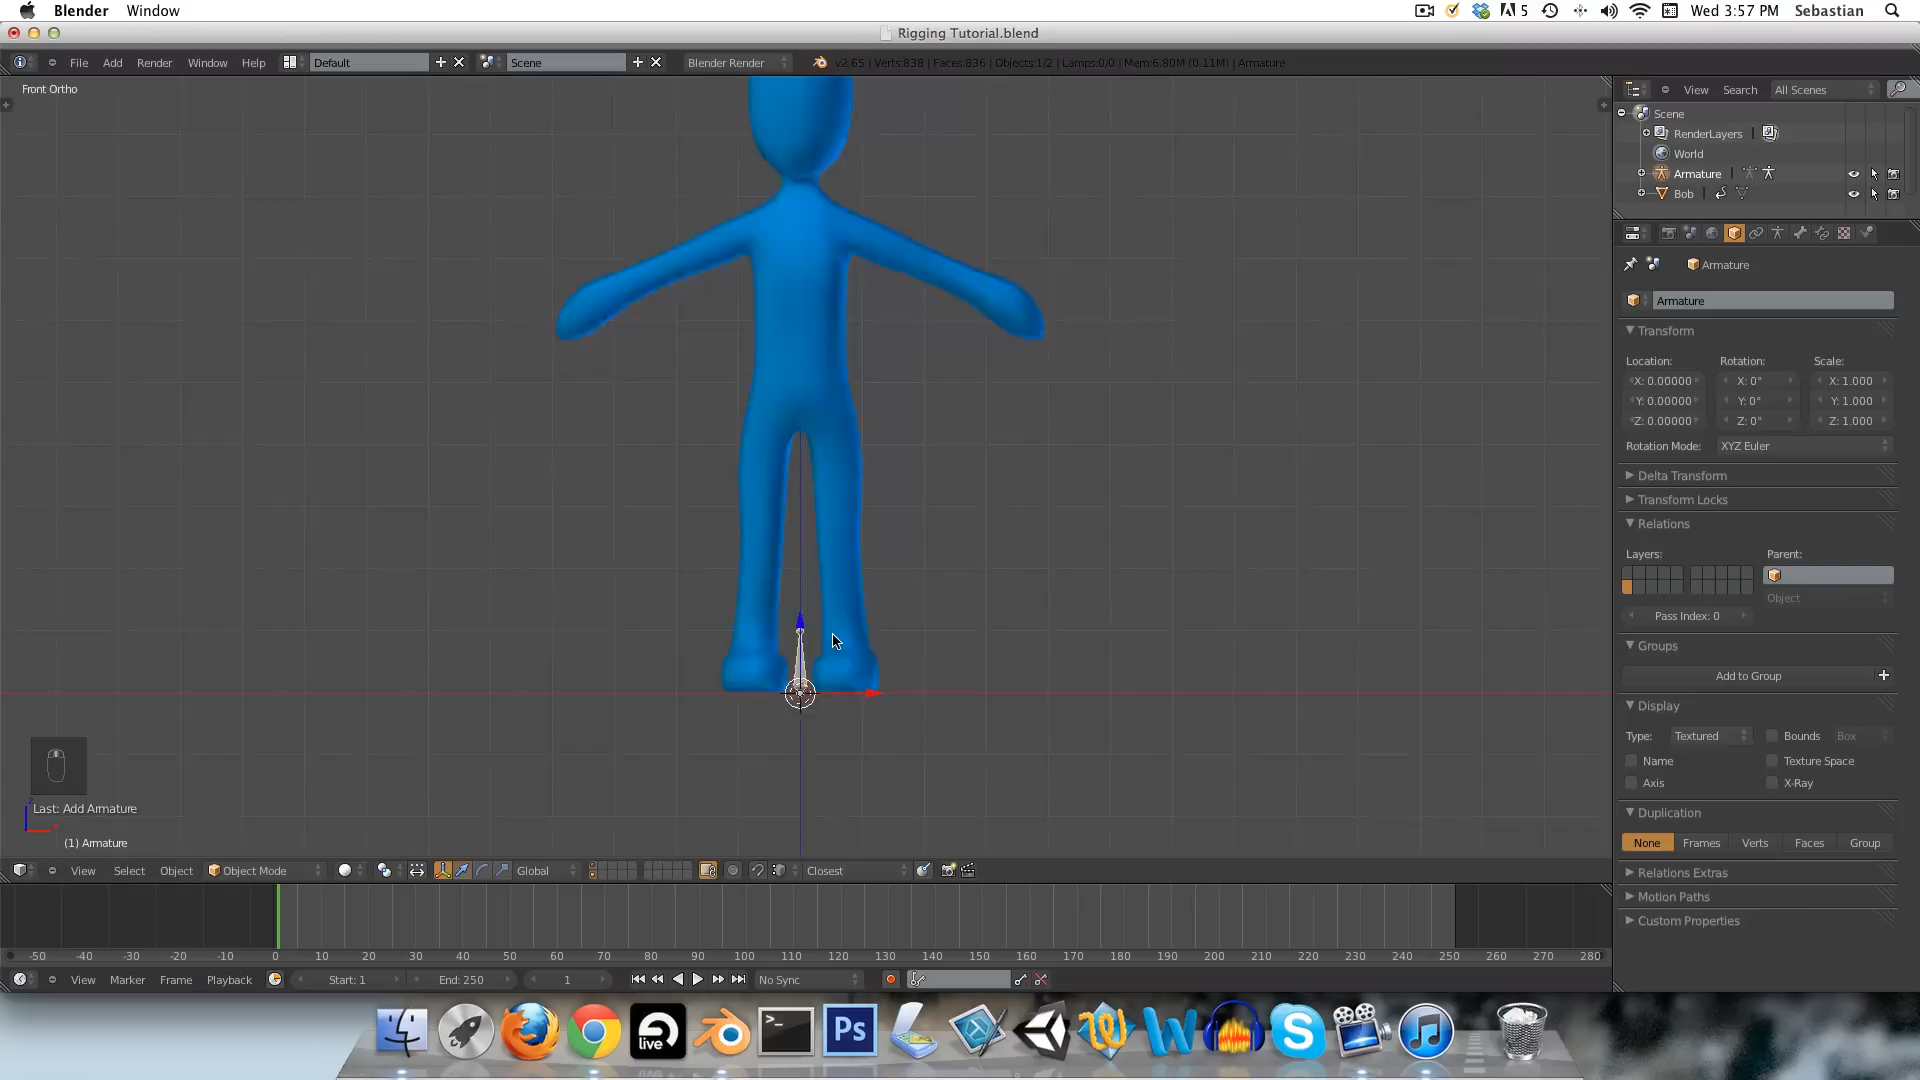 Blender Window 5 Wed 3:57 PM Sebastian
Rigging Tutorial.blend
File Add Render Window Help Default Scene Blender Render v2.65 | Verts:838 | Faces:836 | Objects:1/2 | Lamps:0/0 | Mem:6.80M (0.11M) | Armature
Front Ortho
View Search All Scenes
Scene
RenderLayers
World
Armature
Bob
Armature
Armature
Transform
Location: Rotation: Scale:
X: 0.00000 X: 0° X: 1.000
Y: 0.00000 Y: 0° Y: 1.000
Z: 0.00000 Z: 0° Z: 1.000
Rotation Mode: XYZ Euler
Delta Transform
Transform Locks
Relations
Layers: Parent:
Object
Pass Index: 0
Groups
Add to Group
Display
Type: Textured Bounds Box
Name Texture Space
Axis X-Ray
Duplication
None Frames Verts Faces Group
Relations Extras
Motion Paths
Custom Properties
Last: Add Armature
(1) Armature
View Select Object Object Mode Global Closest
-50 -40 -30 -20 -10 0 10 20 30 40 50 60 70 80 90 100 110 120 130 140 150 160 170 180 190 200 210 220 230 240 250 260 270 280
View Marker Frame Playback Start: 1 End: 250 1 No Sync
live
>_
Ps
W
S